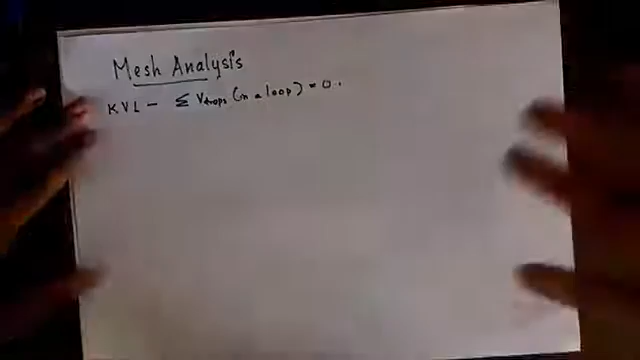 Mesh Analysis
KVL - Σ Vdrops (in a loop) = 0.